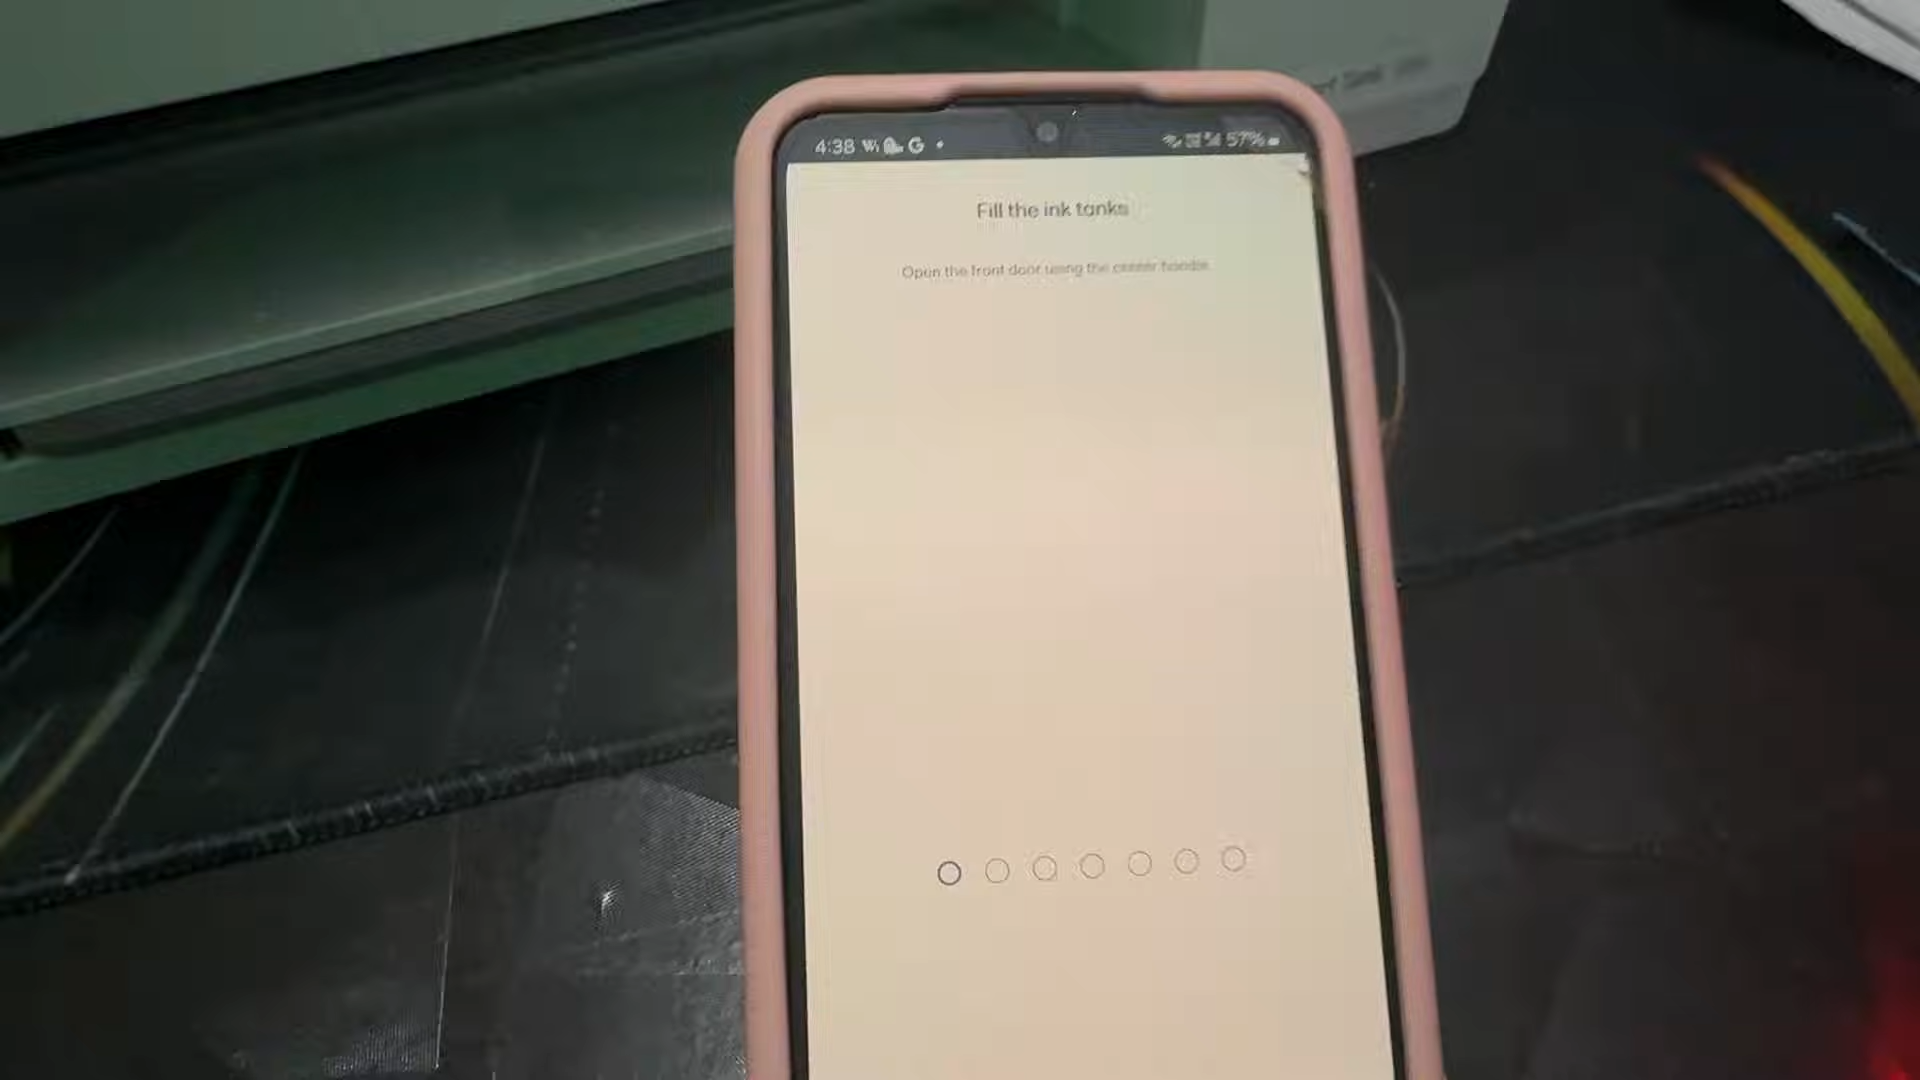 4:38 G 57%
Fill the ink tanks
Open the front door using the center handle.